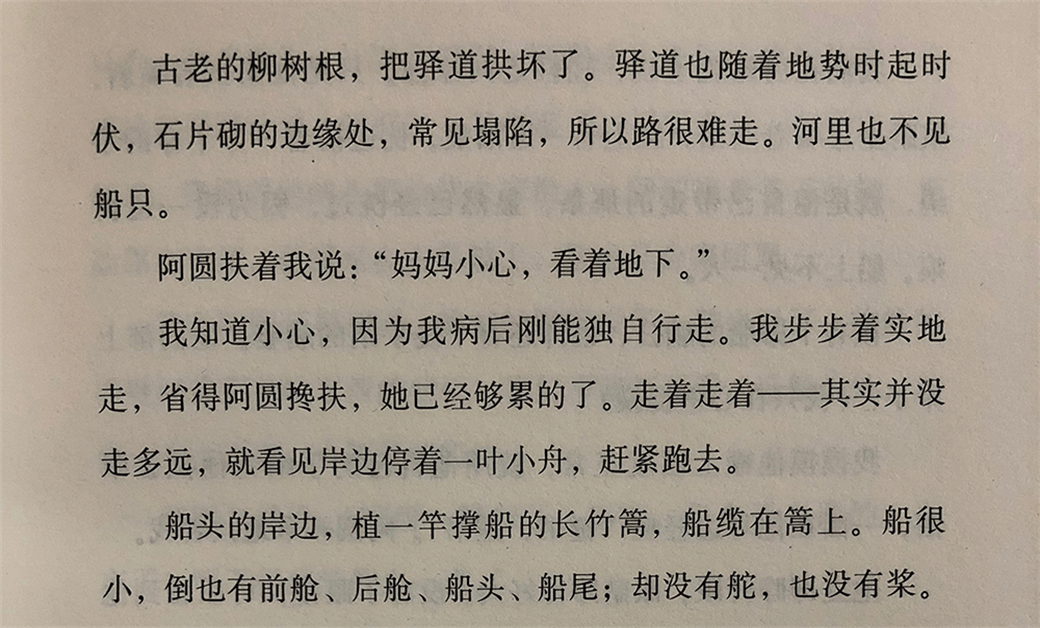 古老的柳树根，把驿道拱坏了。驿道也随着地势时起时
伏，石片砌的边缘处，常见塌陷，所以路很难走。河里也不见
船只。
阿圆扶着我说：“妈妈小心，看着地下。”
我知道小心，因为我病后刚能独自行走。我步步着实地
走，省得阿圆搀扶，她已经够累的了。走着走着——其实并没
走多远，就看见岸边停着一叶小舟，赶紧跑去。
船头的岸边，植一竿撑船的长竹篙，船缆在篙上。船很
小，倒也有前舱、后舱、船头、船尾；却没有舵，也没有桨。